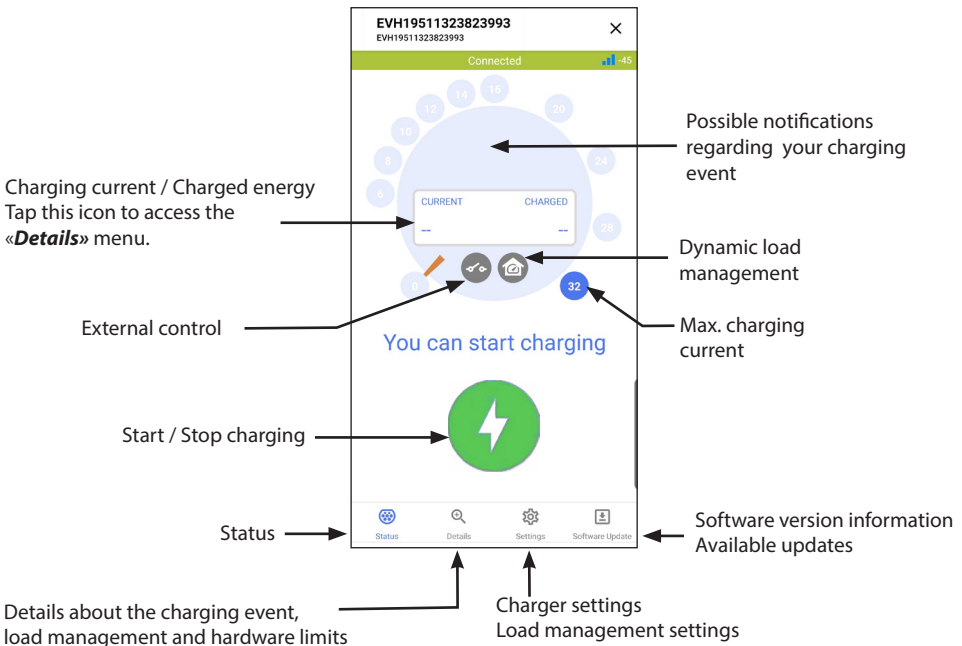 EVH19511323823993
EVH19511323823993
Connected
-45
16
14
12
20
10
8
24
6
28
0
32
CURRENT CHARGED
-- --
You can start charging
Status Details Settings Software Update
Possible notifications
regarding your charging
event
Charging current / Charged energy
Tap this icon to access the
«Details» menu.
Dynamic load
management
External control
Max. charging
current
Start / Stop charging
Status
Software version information
Available updates
Details about the charging event,
load management and hardware limits
Charger settings
Load management settings